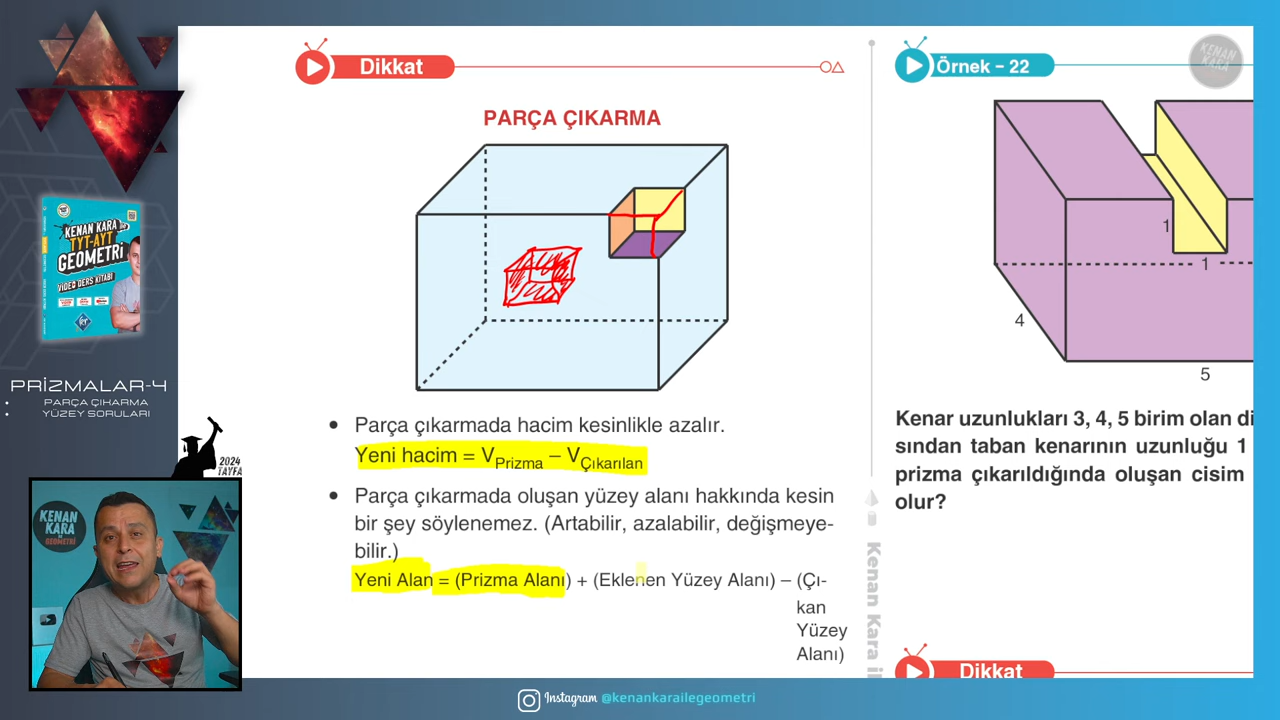 Dikkat
PARÇA ÇIKARMA
• Parça çıkarmada hacim kesinlikle azalır.
Yeni hacim = VPrizma – VÇıkarılan
• Parça çıkarmada oluşan yüzey alanı hakkında kesin
bir şey söylenemez. (Artabilir, azalabilir, değişmeye-
bilir.)
Yeni Alan = (Prizma Alanı) + (Eklenen Yüzey Alanı) – (Çı-
kan
Yüzey
Alanı)
Örnek – 22
KENAN
KARA
1
1
4
5
Kenar uzunlukları 3, 4, 5 birim olan di
sından taban kenarının uzunluğu 1
prizma çıkarıldığında oluşan cisim
olur?
Dikkat
Kenan Kara il
KENAN KARA
TYT-AYT
GEOMETRİ
VİDEO DERS KİTABI
PRİZMALAR-4
• PARÇA ÇIKARMA
• YÜZEY SORULARI
2024
TAYFA
KENAN
KARA
İLE
GEOMETRİ
Instagram @kenankarailegeometri